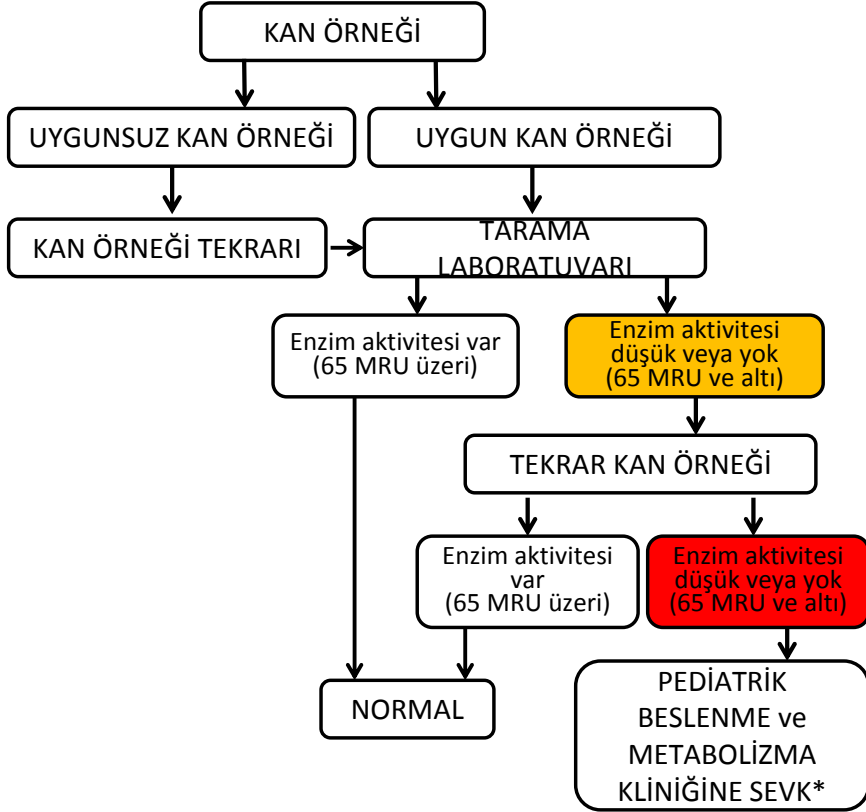 KAN ÖRNEĞİ
UYGUNSUZ KAN ÖRNEĞİ
UYGUN KAN ÖRNEĞİ
KAN ÖRNEĞİ TEKRARI
TARAMA
LABORATUVARI
Enzim aktivitesi var
(65 MRU üzeri)
Enzim aktivitesi
düşük veya yok
(65 MRU ve altı)
TEKRAR KAN ÖRNEĞİ
Enzim aktivitesi
var
(65 MRU üzeri)
Enzim aktivitesi
düşük veya yok
(65 MRU ve altı)
NORMAL
PEDİATRİK
BESLENME ve
METABOLİZMA
KLİNİĞİNE SEVK*